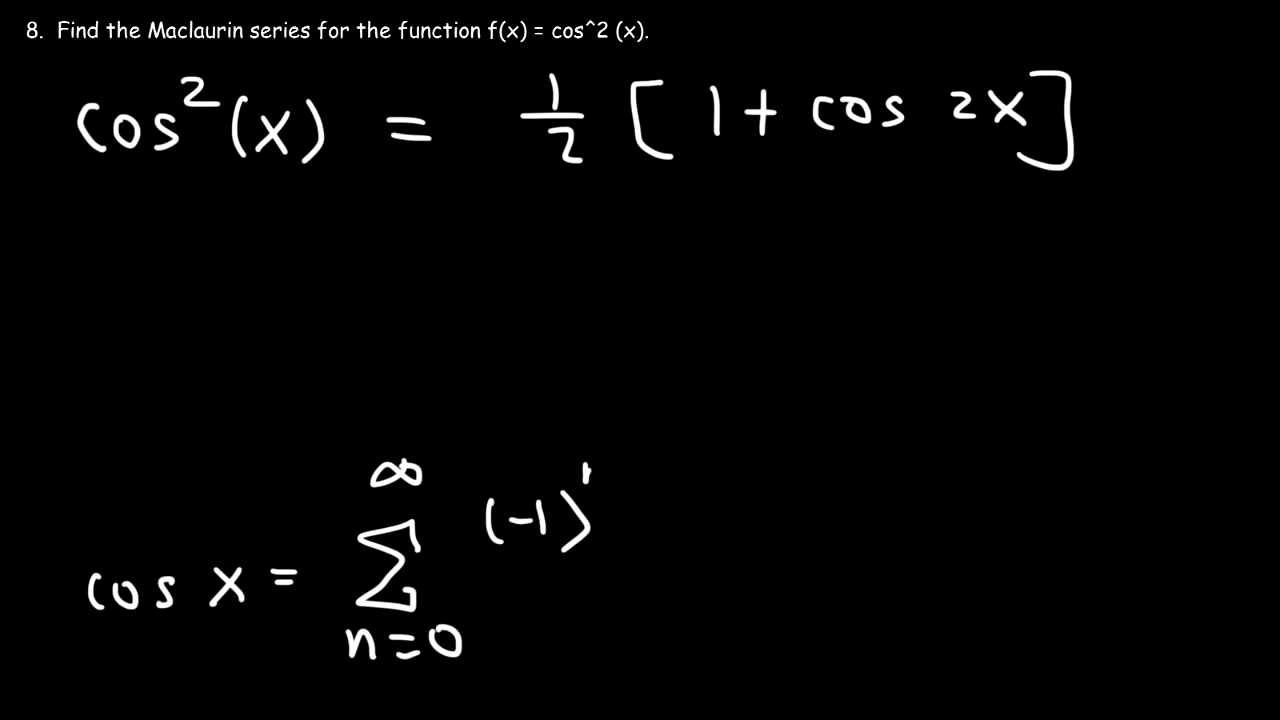 8. Find the Maclaurin series for the function f(x) = cos^2 (x).
cos²(x) = 1/2 [1 + cos 2x]
cos x = ∞ Σ n=0 (-1)'